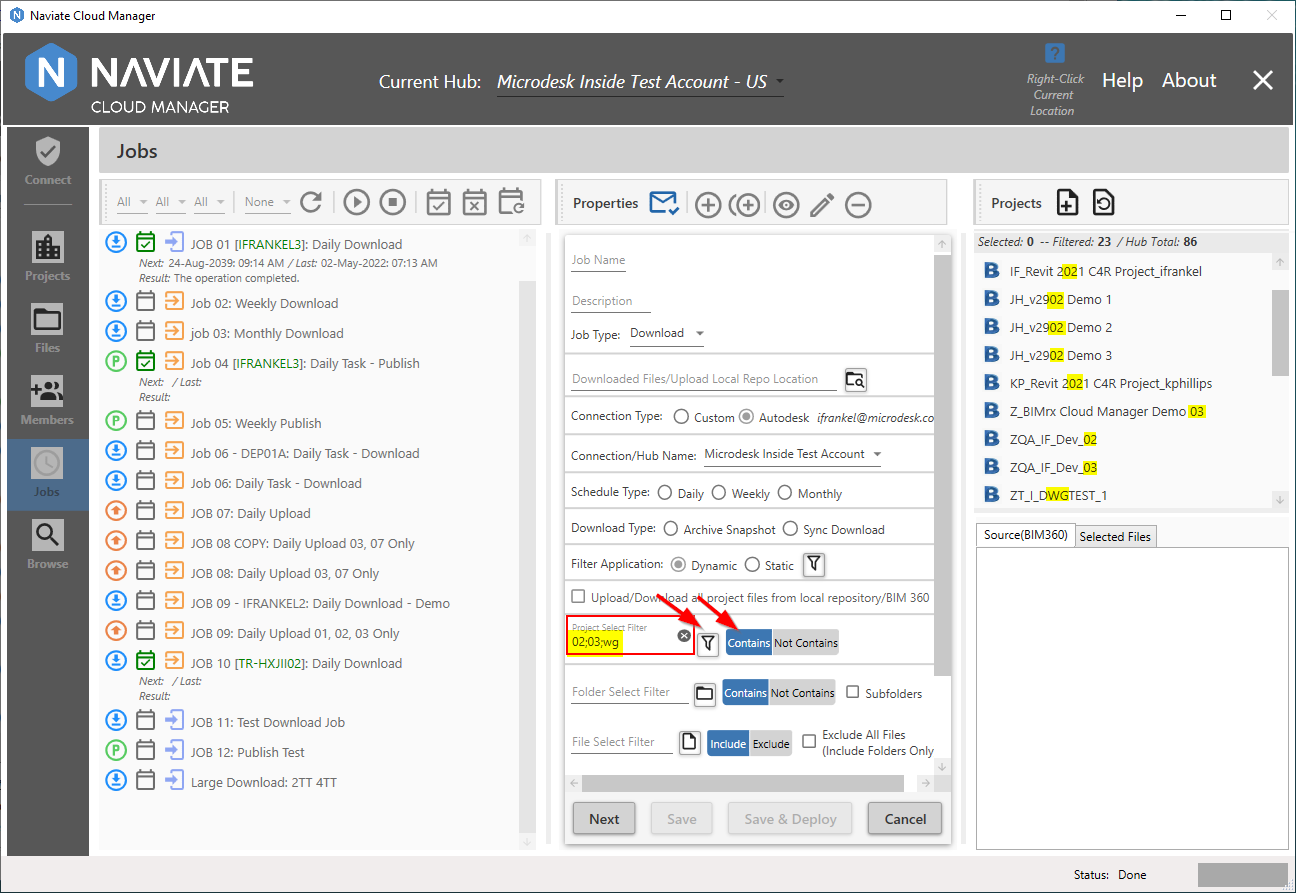 Naviate Cloud Manager
NAVIATE
CLOUD MANAGER
Current Hub: Microdesk Inside Test Account - US
?
Right-Click
Current
Location
Help
About
Connect
Projects
Files
Members
Jobs
Browse
Jobs
All All All None
JOB 01 [IFRANKEL3]: Daily Download
Next: 24-Aug-2039: 09:14 AM / Last: 02-May-2022: 07:13 AM
Result: The operation completed.
Job 02: Weekly Download
job 03: Monthly Download
Job 04 [IFRANKEL3]: Daily Task - Publish
Next: / Last:
Result:
Job 05: Weekly Publish
Job 06 - DEP01A: Daily Task - Download
Job 06: Daily Task - Download
JOB 07: Daily Upload
JOB 08 COPY: Daily Upload 03, 07 Only
JOB 08: Daily Upload 03, 07 Only
JOB 09 - IFRANKEL2: Daily Download - Demo
JOB 09: Daily Upload 01, 02, 03 Only
JOB 10 [TR-HXJII02]: Daily Download
Next: / Last:
Result:
JOB 11: Test Download Job
JOB 12: Publish Test
Large Download: 2TT 4TT
Properties
Job Name
Description
Job Type: Download
Downloaded Files/Upload Local Repo Location
Connection Type: Custom Autodesk ifrankel@microdesk.co
Connection/Hub Name: Microdesk Inside Test Account
Schedule Type: Daily Weekly Monthly
Download Type: Archive Snapshot Sync Download
Filter Application: Dynamic Static
Upload/Download all project files from local repository/BIM 360
Project Select Filter
02;03;wg
Contains Not Contains
Folder Select Filter Contains Not Contains Subfolders
File Select Filter Include Exclude Exclude All Files
(Include Folders Only
Next Save Save & Deploy Cancel
Projects
Selected: 0 -- Filtered: 23 / Hub Total: 86
IF_Revit 2021 C4R Project_ifrankel
JH_v2902 Demo 1
JH_v2902 Demo 2
JH_v2902 Demo 3
KP_Revit 2021 C4R Project_kphillips
Z_BIMrx Cloud Manager Demo 03
ZQA_IF_Dev_02
ZQA_IF_Dev_03
ZT_I_DWGTEST_1
Source(BIM360) Selected Files
Status: Done